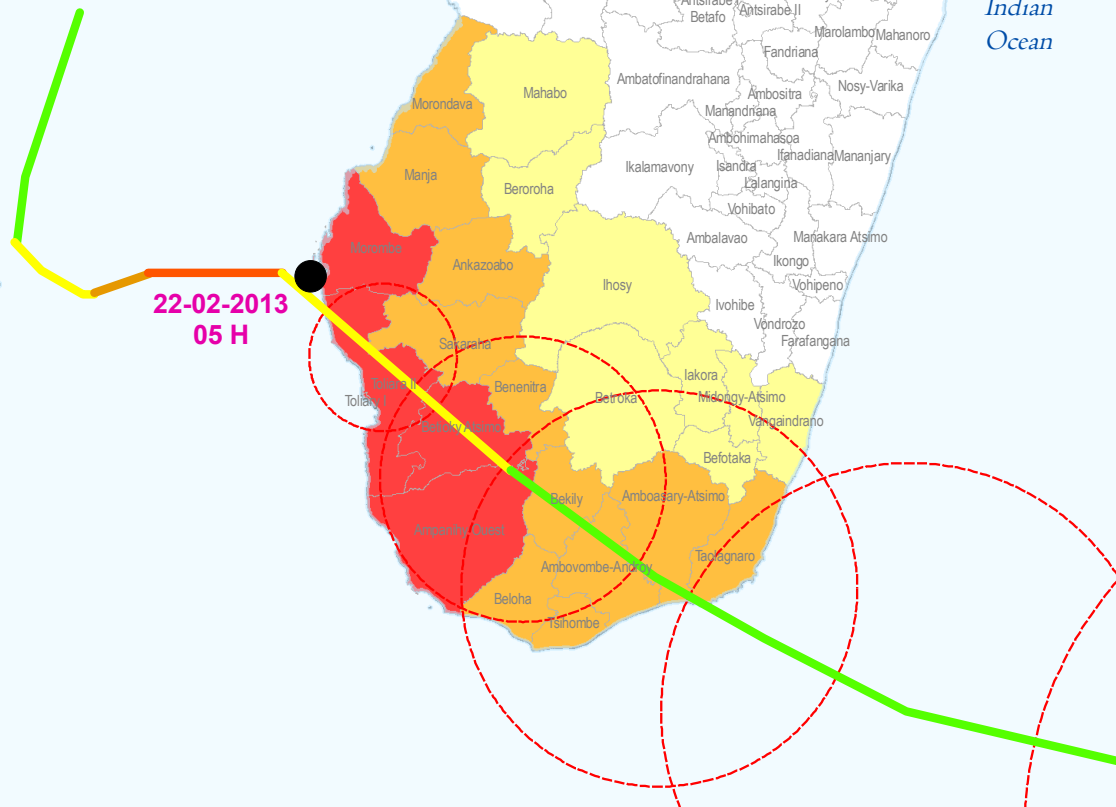 Indian
Ocean
Betafo
Antsirabe II
Marolambo
Mahanoro
Fandriana
Ambatofinandrahana
Mahabo
Nosy-Varika
Ambositra
Morondava
Manandriana
Ambohimahasoa
Ifanadiana
Mananjary
Ikalamavony
Isandra
Manja
Lalangina
Beroroha
Vohibato
Ambalavao
Manakara Atsimo
Ankazoabo
Ikongo
Ihosy
Vohipeno
Ivohibe
22-02-2013
05 H
Vondrozo
Farafangana
Sakaraha
Iakora
Toliara II
Benenitra
Betroka
Midongy-Atsimo
Vangaindrano
Befotaka
Bekily
Amboasary-Atsimo
Ampanihy Ouest
Taolagnaro
Ambovombe-Androy
Beloha
Tsihombe